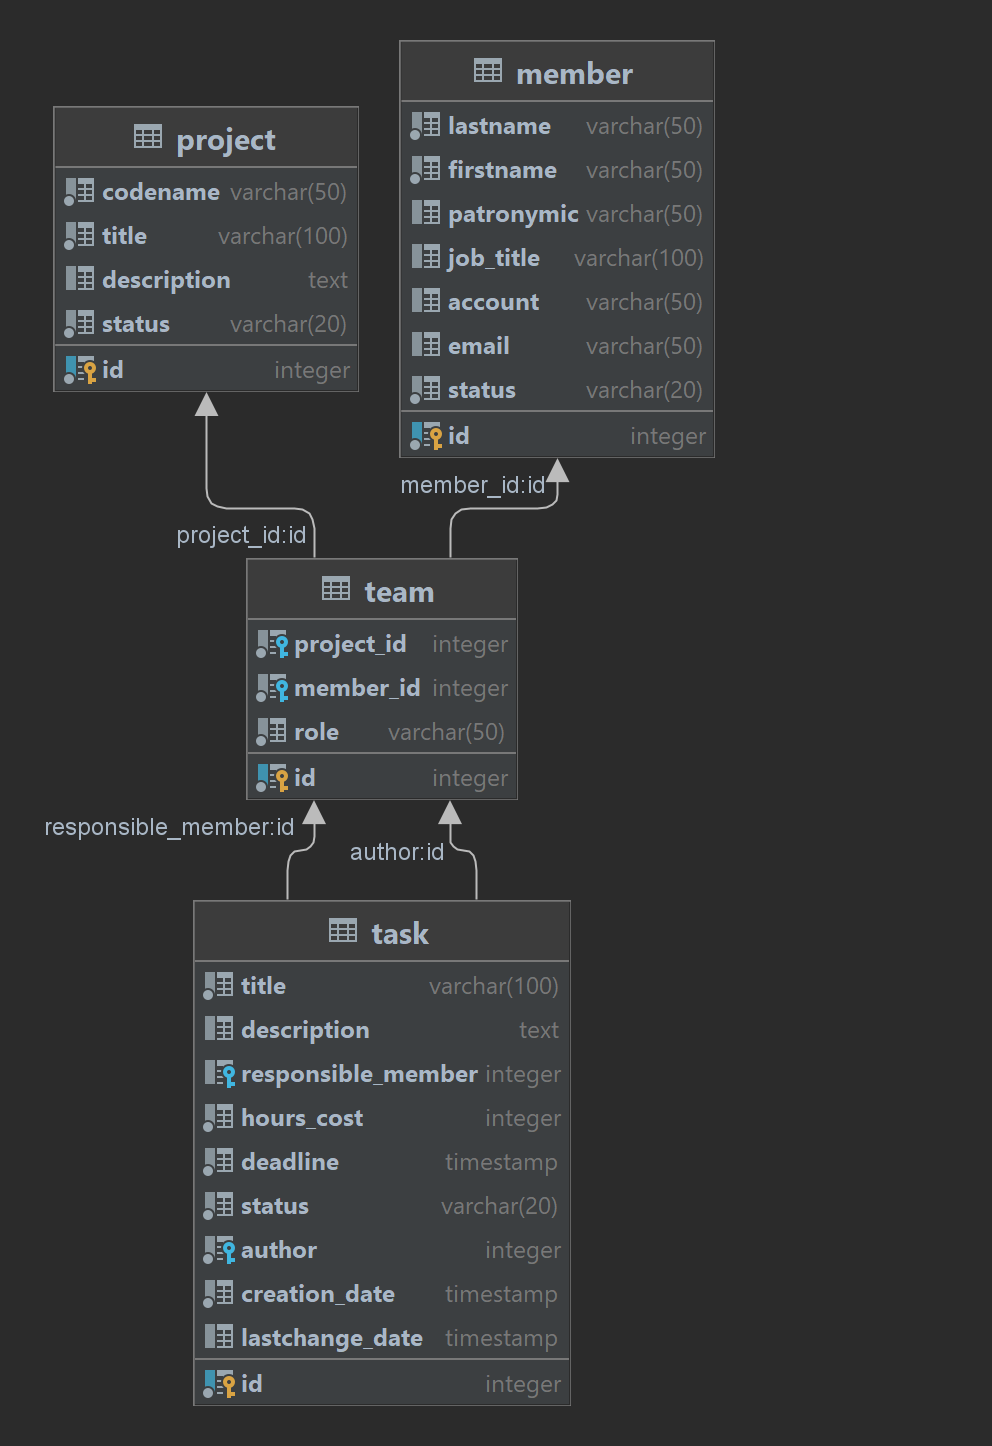 member
lastname varchar(50)
firstname varchar(50)
patronymic varchar(50)
job_title varchar(100)
account varchar(50)
email varchar(50)
status varchar(20)
id integer
project
codename varchar(50)
title varchar(100)
description text
status varchar(20)
id integer
member_id:id
project_id:id
team
project_id integer
member_id integer
role varchar(50)
id integer
responsible_member:id
author:id
task
title varchar(100)
description text
responsible_member integer
hours_cost integer
deadline timestamp
status varchar(20)
author integer
creation_date timestamp
lastchange_date timestamp
id integer